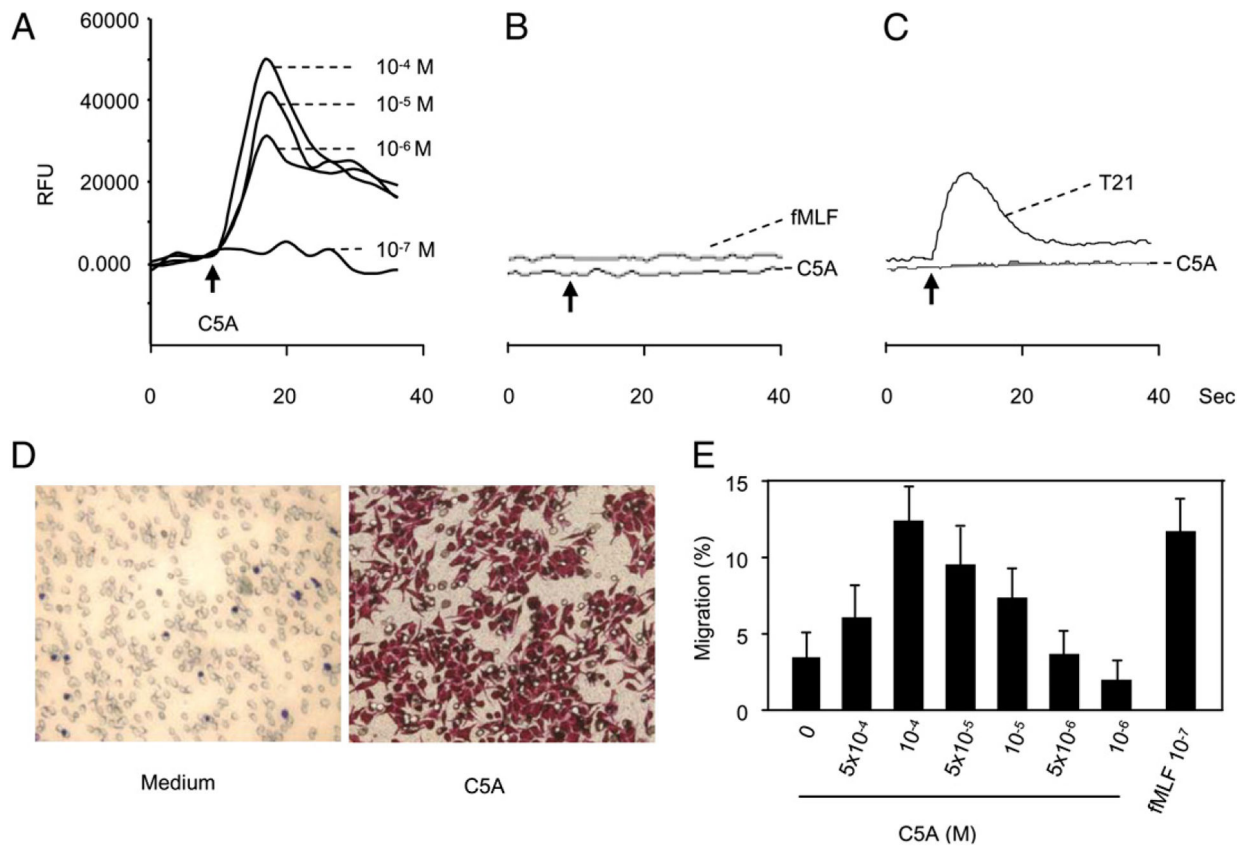 A
60000
40000
20000
0.000
RFU
10-4 M
10-5 M
10-6 M
10-7 M
C5A
0
20
40
B
fMLF
C5A
0
20
40
C
T21
C5A
0
20
40
Sec
D
Medium
C5A
E
15
10
5
0
Migration (%)
0
5x10-4
10-4
5x10-5
10-5
5x10-6
10-6
fMLF 10-7
C5A (M)